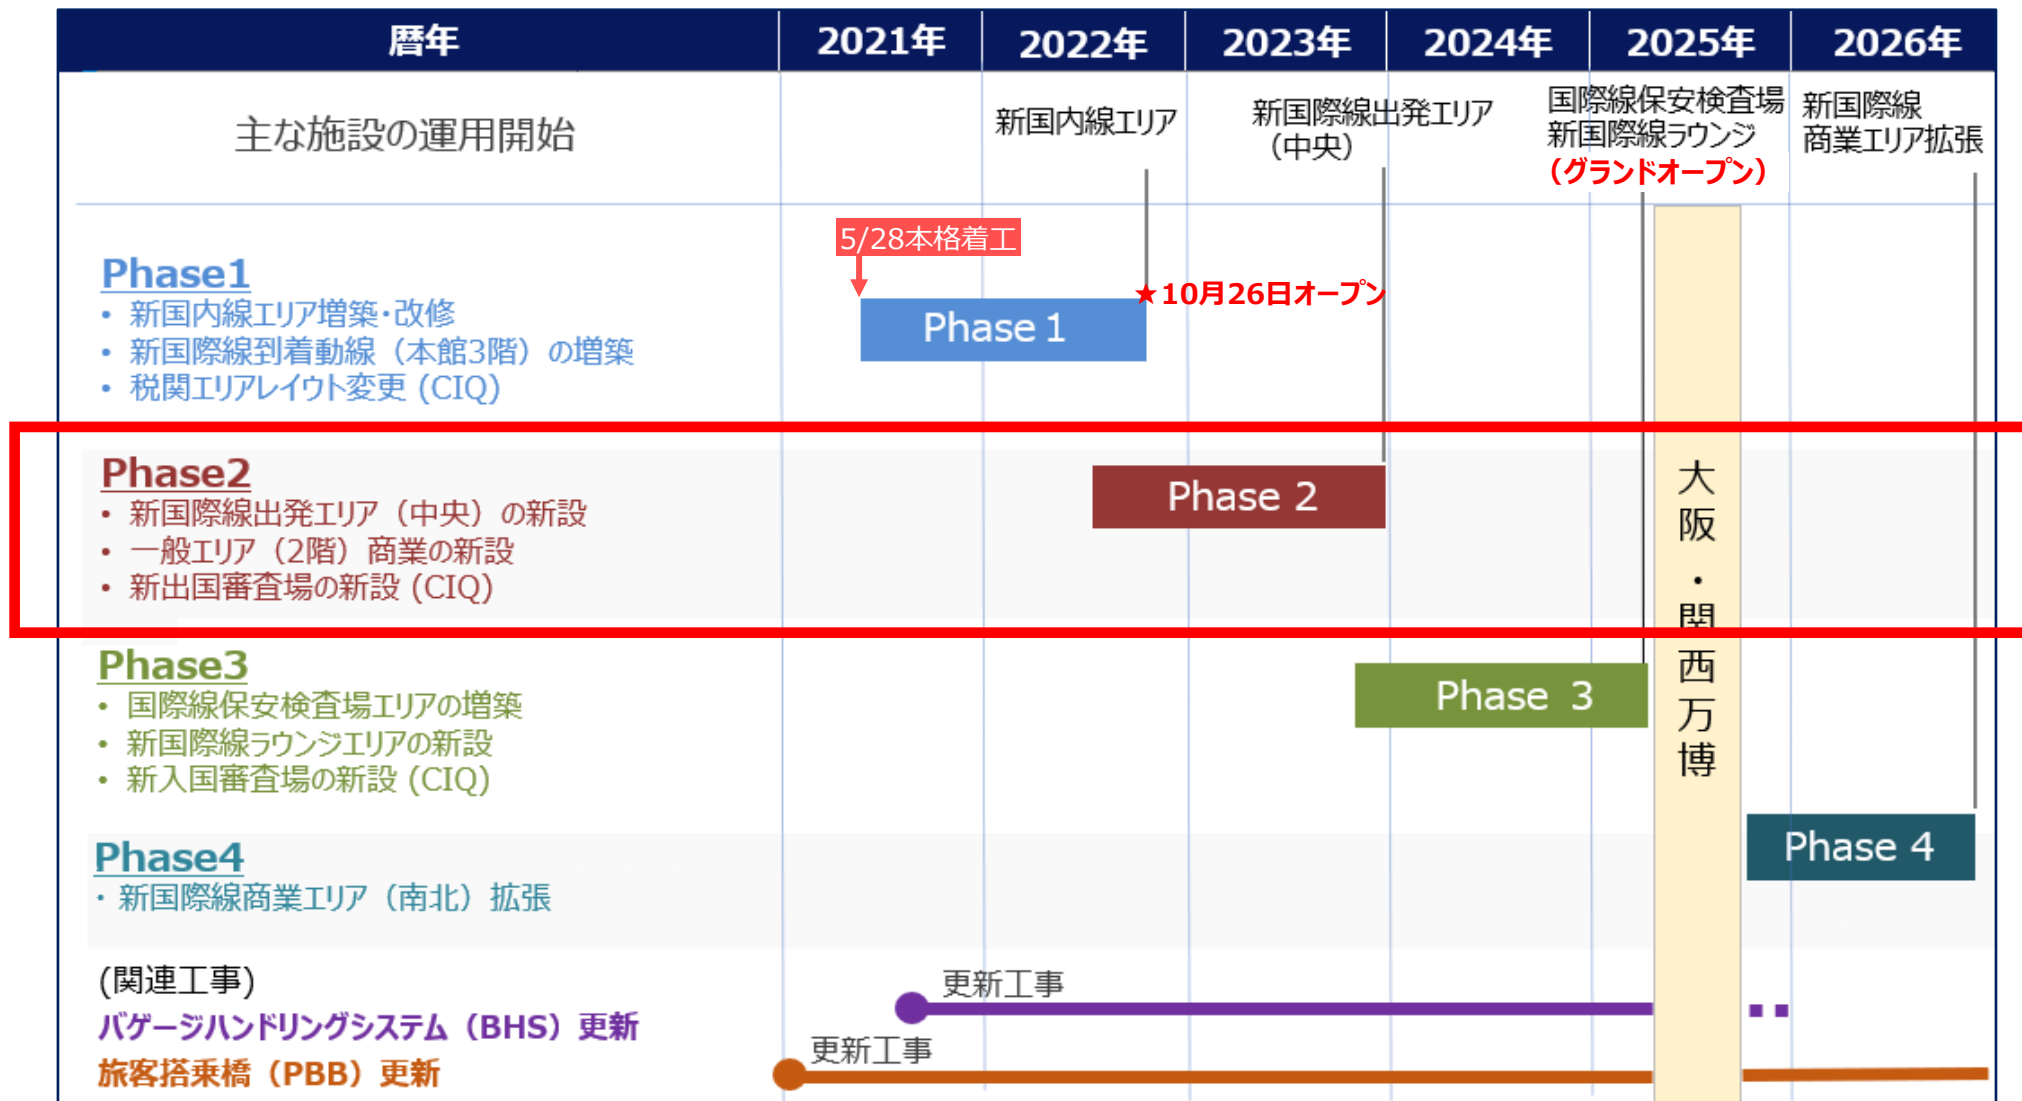 暦年 2021年 2022年 2023年 2024年 2025年 2026年
主な施設の運用開始
新国内線エリア
新国際線出発エリア
（中央）
国際線保安検査場
新国際線ラウンジ
（グランドオープン）
新国際線
商業エリア拡張
5/28本格着工
Phase1
• 新国内線エリア増築・改修
• 新国際線到着動線（本館3階）の増築
• 税関エリアレイアウト変更 (CIQ)
Phase 1
★10月26日オープン
Phase2
• 新国際線出発エリア（中央）の新設
• 一般エリア（2階）商業の新設
• 新出国審査場の新設 (CIQ)
Phase 2
大阪・関西万博
Phase3
• 国際線保安検査場エリアの増築
• 新国際線ラウンジエリアの新設
• 新入国審査場の新設 (CIQ)
Phase 3
Phase4
・新国際線商業エリア（南北）拡張
Phase 4
(関連工事)
バゲージハンドリングシステム（BHS）更新
更新工事
旅客搭乗橋（PBB）更新
更新工事